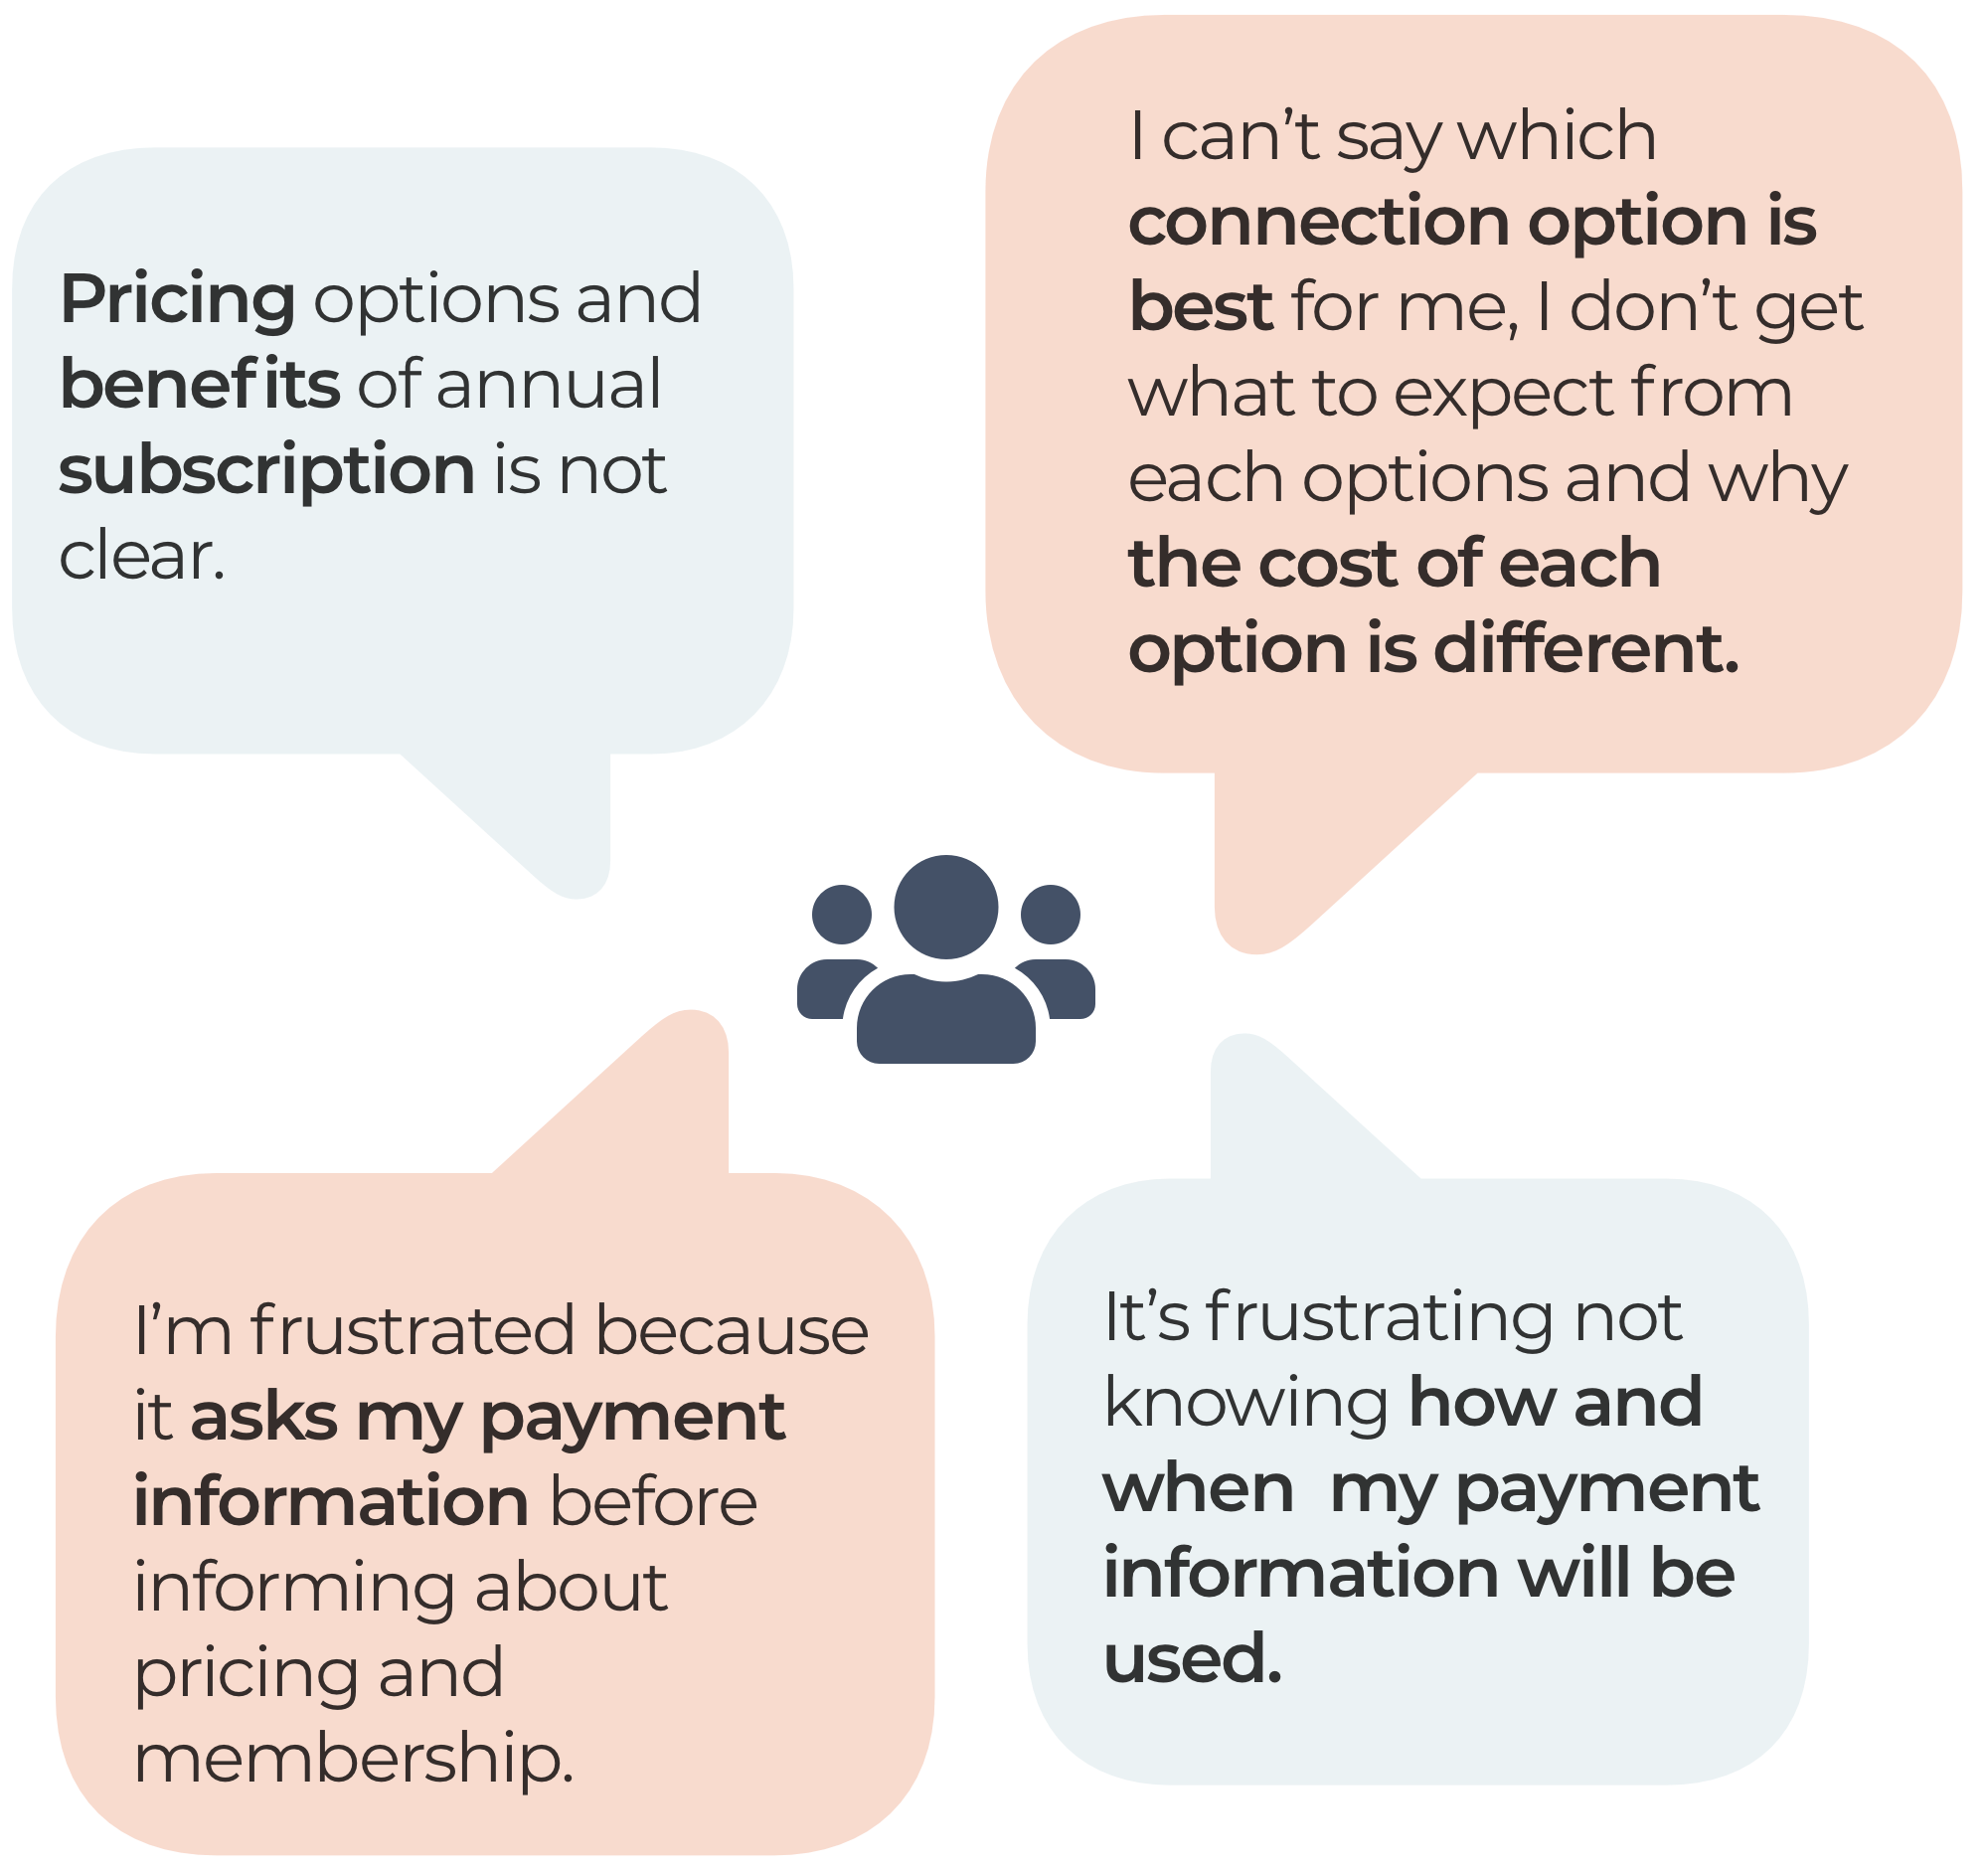 Pricing options and
benefits of annual
subscription is not
clear.
I can’t say which
connection option is
best for me, I don’t get
what to expect from
each options and why
the cost of each
option is different.
I’m frustrated because
it asks my payment
information before
informing about
pricing and
membership.
It’s frustrating not
knowing how and
when  my payment
information will be
used.